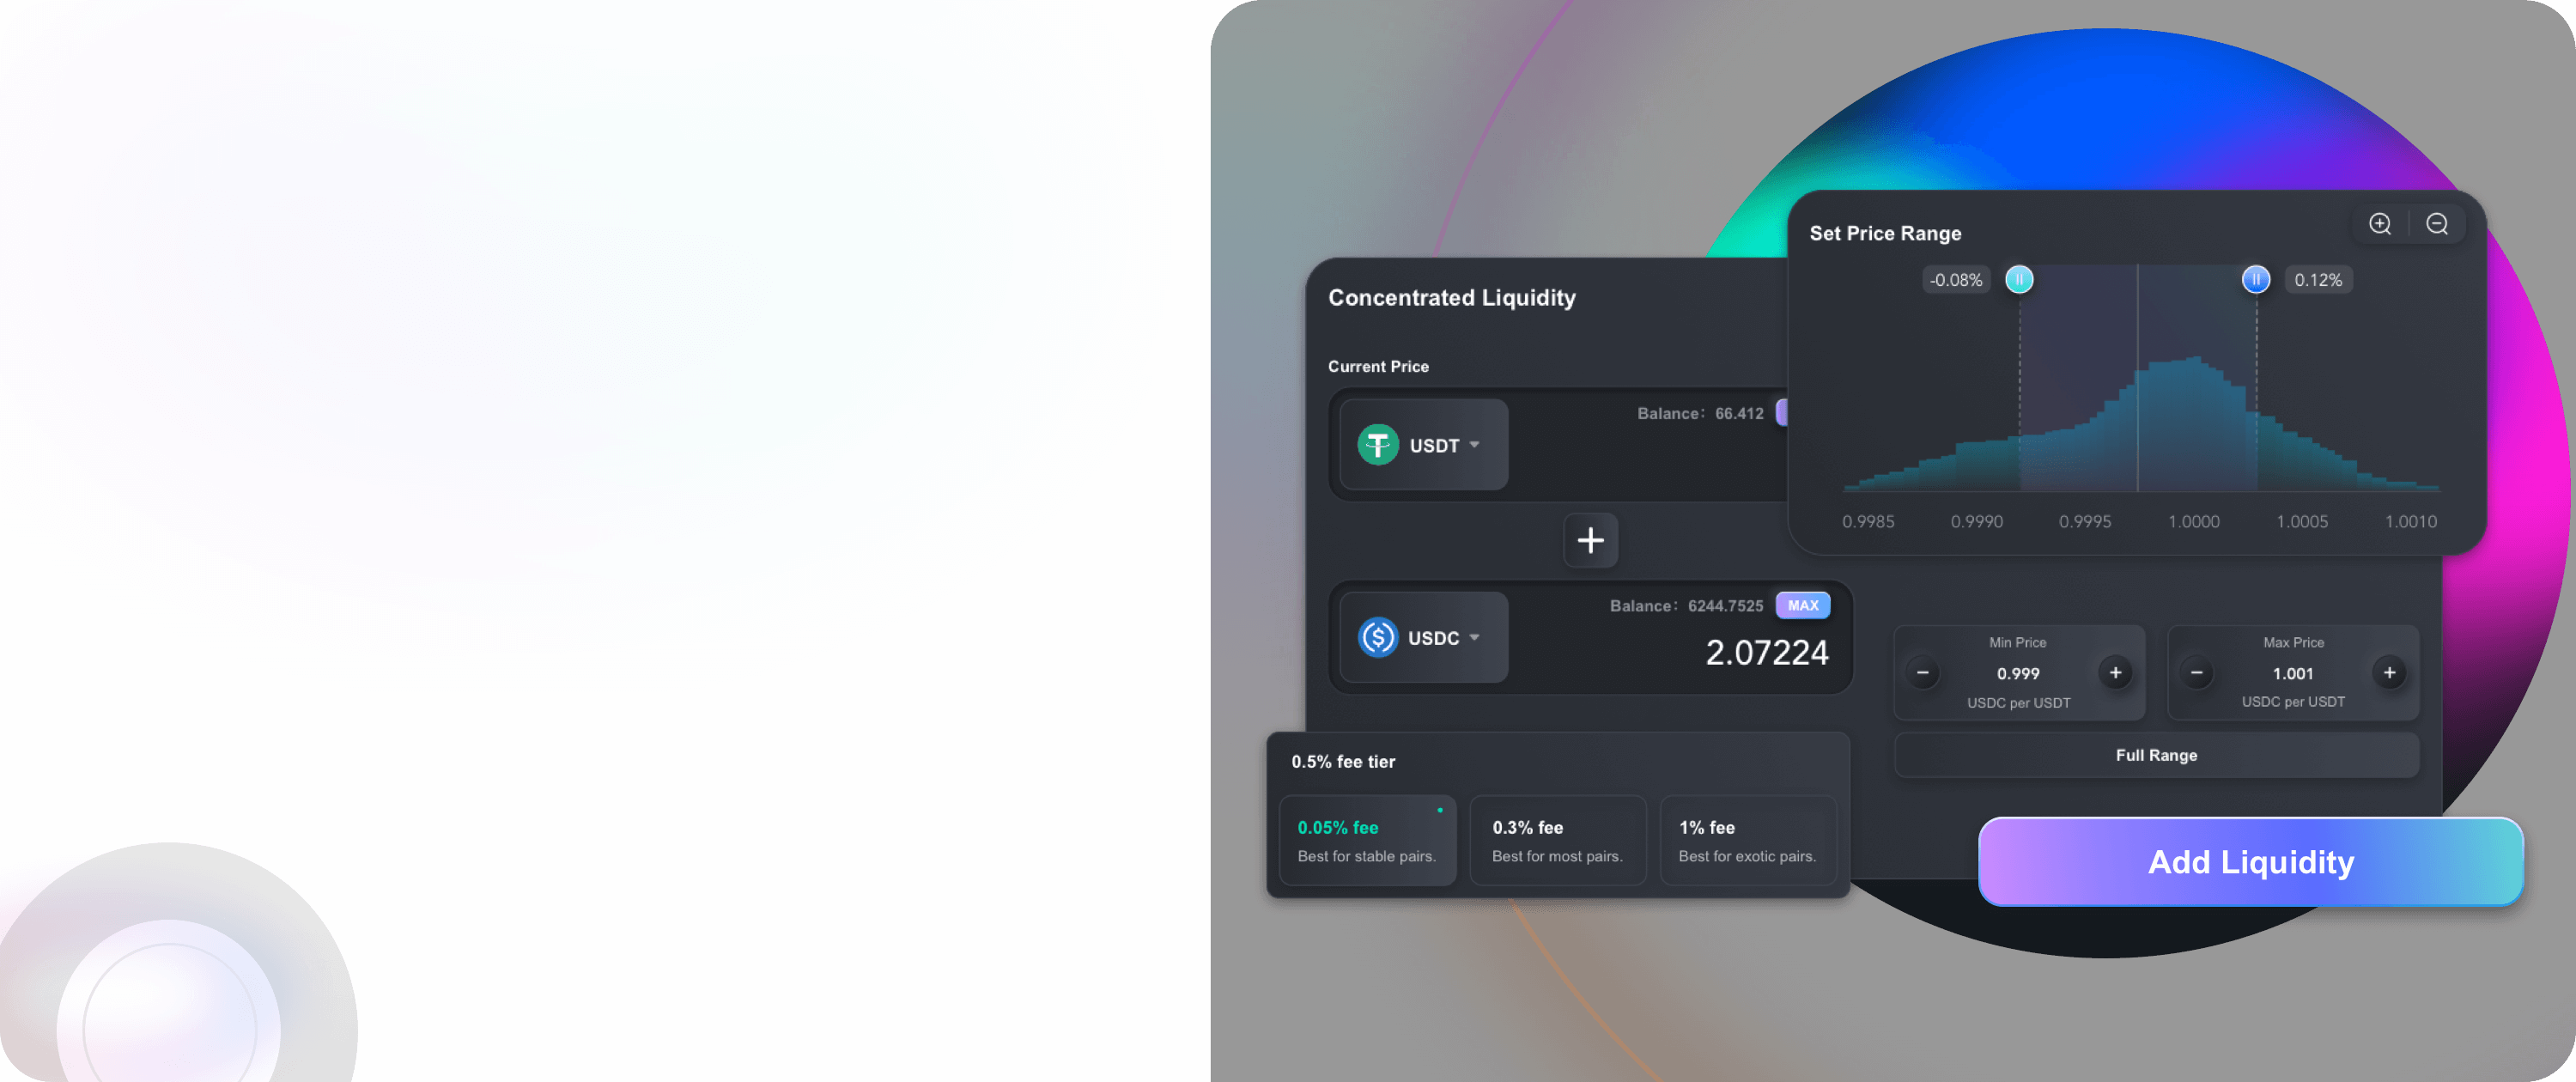 Set Price Range
-0.08%
0.12%
0.9985 0.9990 0.9995 1.0000 1.0005 1.0010
Concentrated Liquidity
Current Price
USDT
Balance: 66.412
USDC
Balance: 6244.7525 MAX
2.07224
Min Price
0.999
USDC per USDT
Max Price
1.001
USDC per USDT
Full Range
0.5% fee tier
0.05% fee
Best for stable pairs.
0.3% fee
Best for most pairs.
1% fee
Best for exotic pairs.
Add Liquidity